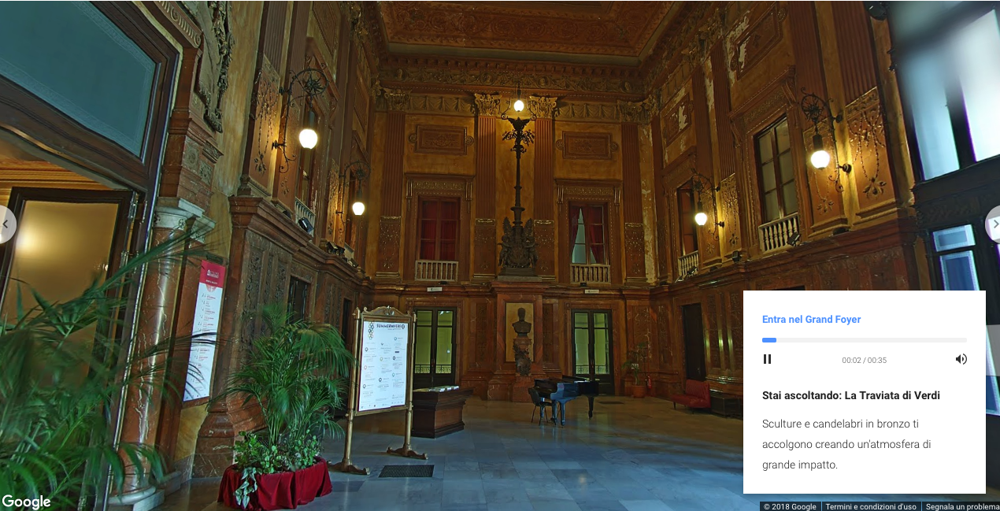 SUMMERWEEKS
Entra nel Grand Foyer
00:02 / 00:35
Stai ascoltando: La Traviata di Verdi
Sculture e candelabri in bronzo ti
accolgono creando un'atmosfera di
grande impatto.
Google
© 2018 Google
Termini e condizioni d'uso
Segnala un problema